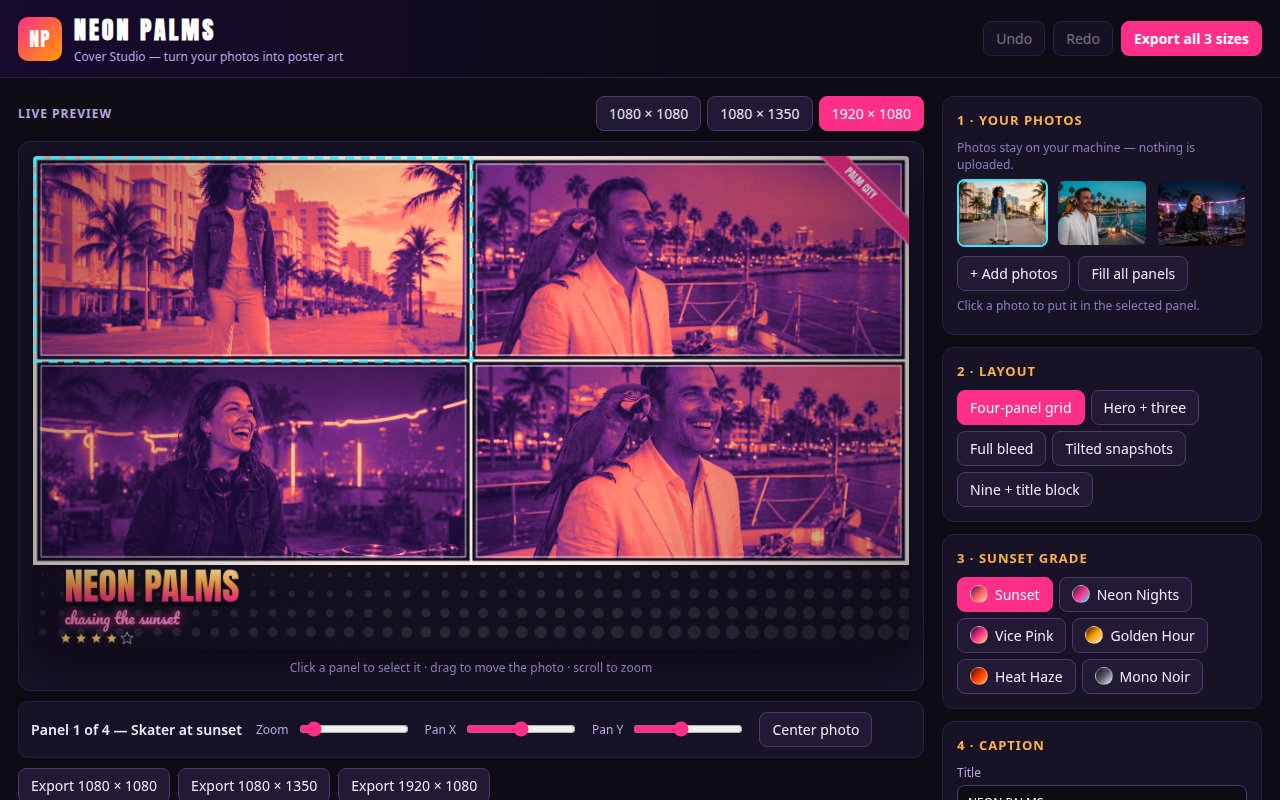 NP
NEON PALMS
Cover Studio — turn your photos into poster art
Undo
Redo
Export all 3 sizes
LIVE PREVIEW
1080 × 1080
1080 × 1350
1920 × 1080
PALM CITY
NEON PALMS
chasing the sunset
Click a panel to select it · drag to move the photo · scroll to zoom
Panel 1 of 4 — Skater at sunset
Zoom
Pan X
Pan Y
Center photo
Export 1080 × 1080
Export 1080 × 1350
Export 1920 × 1080
1 · YOUR PHOTOS
Photos stay on your machine — nothing is
uploaded.
+ Add photos
Fill all panels
Click a photo to put it in the selected panel.
2 · LAYOUT
Four-panel grid
Hero + three
Full bleed
Tilted snapshots
Nine + title block
3 · SUNSET GRADE
Sunset
Neon Nights
Vice Pink
Golden Hour
Heat Haze
Mono Noir
4 · CAPTION
Title
NEON PALMS